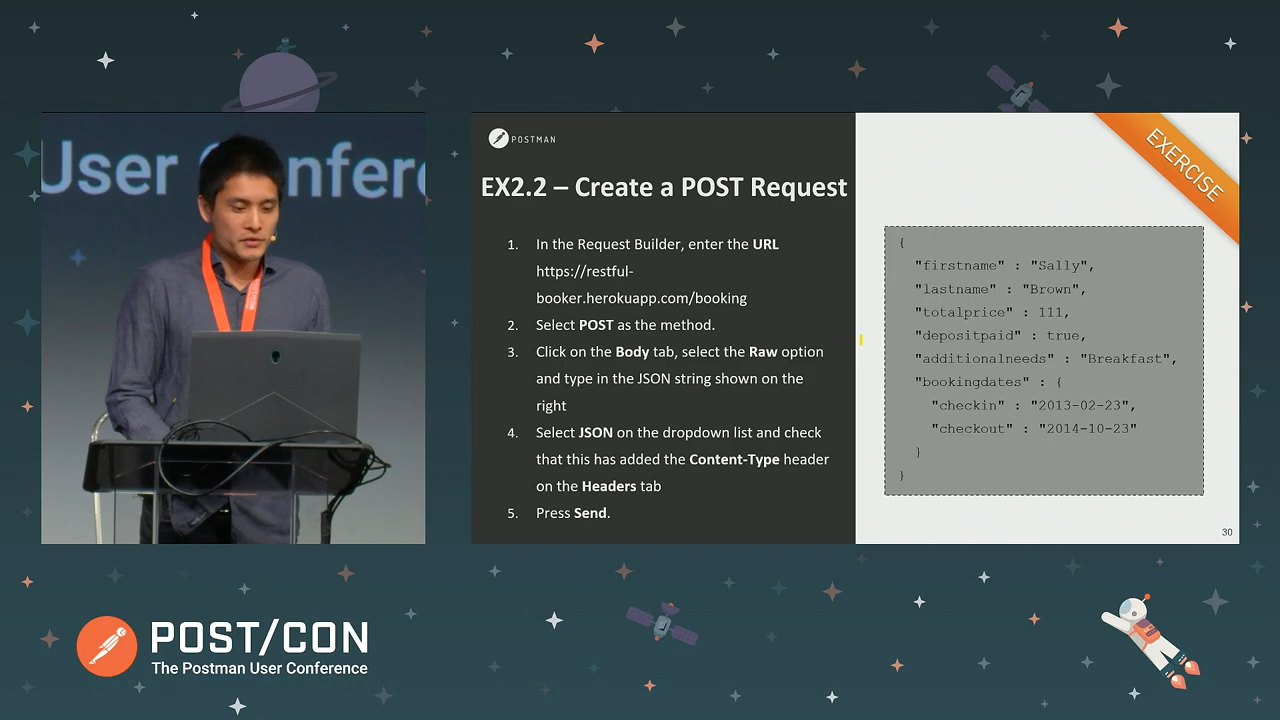 User Confere
POST/CON
POSTMAN
EX2.2 – Create a POST Request
1. In the Request Builder, enter the URL
https://restful-
booker.herokuapp.com/booking
2. Select POST as the method.
3. Click on the Body tab, select the Raw option
and type in the JSON string shown on the
right
4. Select JSON on the dropdown list and check
that this has added the Content-Type header
on the Headers tab
5. Press Send.
EXERCISE
{
"firstname" : "Sally",
"lastname" : "Brown",
"totalprice" : 111,
"depositpaid" : true,
"additionalneeds" : "Breakfast",
"bookingdates" : {
"checkin" : "2013-02-23",
"checkout" : "2014-10-23"
}
}
30
POST/CON
The Postman User Conference